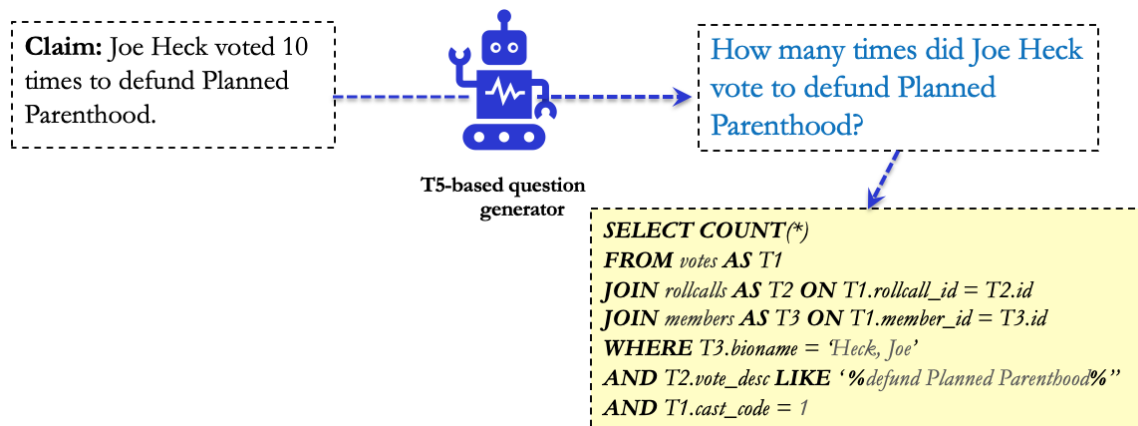 Claim: Joe Heck voted 10
times to defund Planned
Parenthood.
T5-based question
generator
How many times did Joe Heck
vote to defund Planned
Parenthood?
SELECT COUNT(*)
FROM votes AS T1
JOIN rollcalls AS T2 ON T1.rollcall_id = T2.id
JOIN members AS T3 ON T1.member_id = T3.id
WHERE T3.bioname = ‘Heck, Joe’
AND T2.vote_desc LIKE ‘%defund Planned Parenthood%’’
AND T1.cast_code = 1